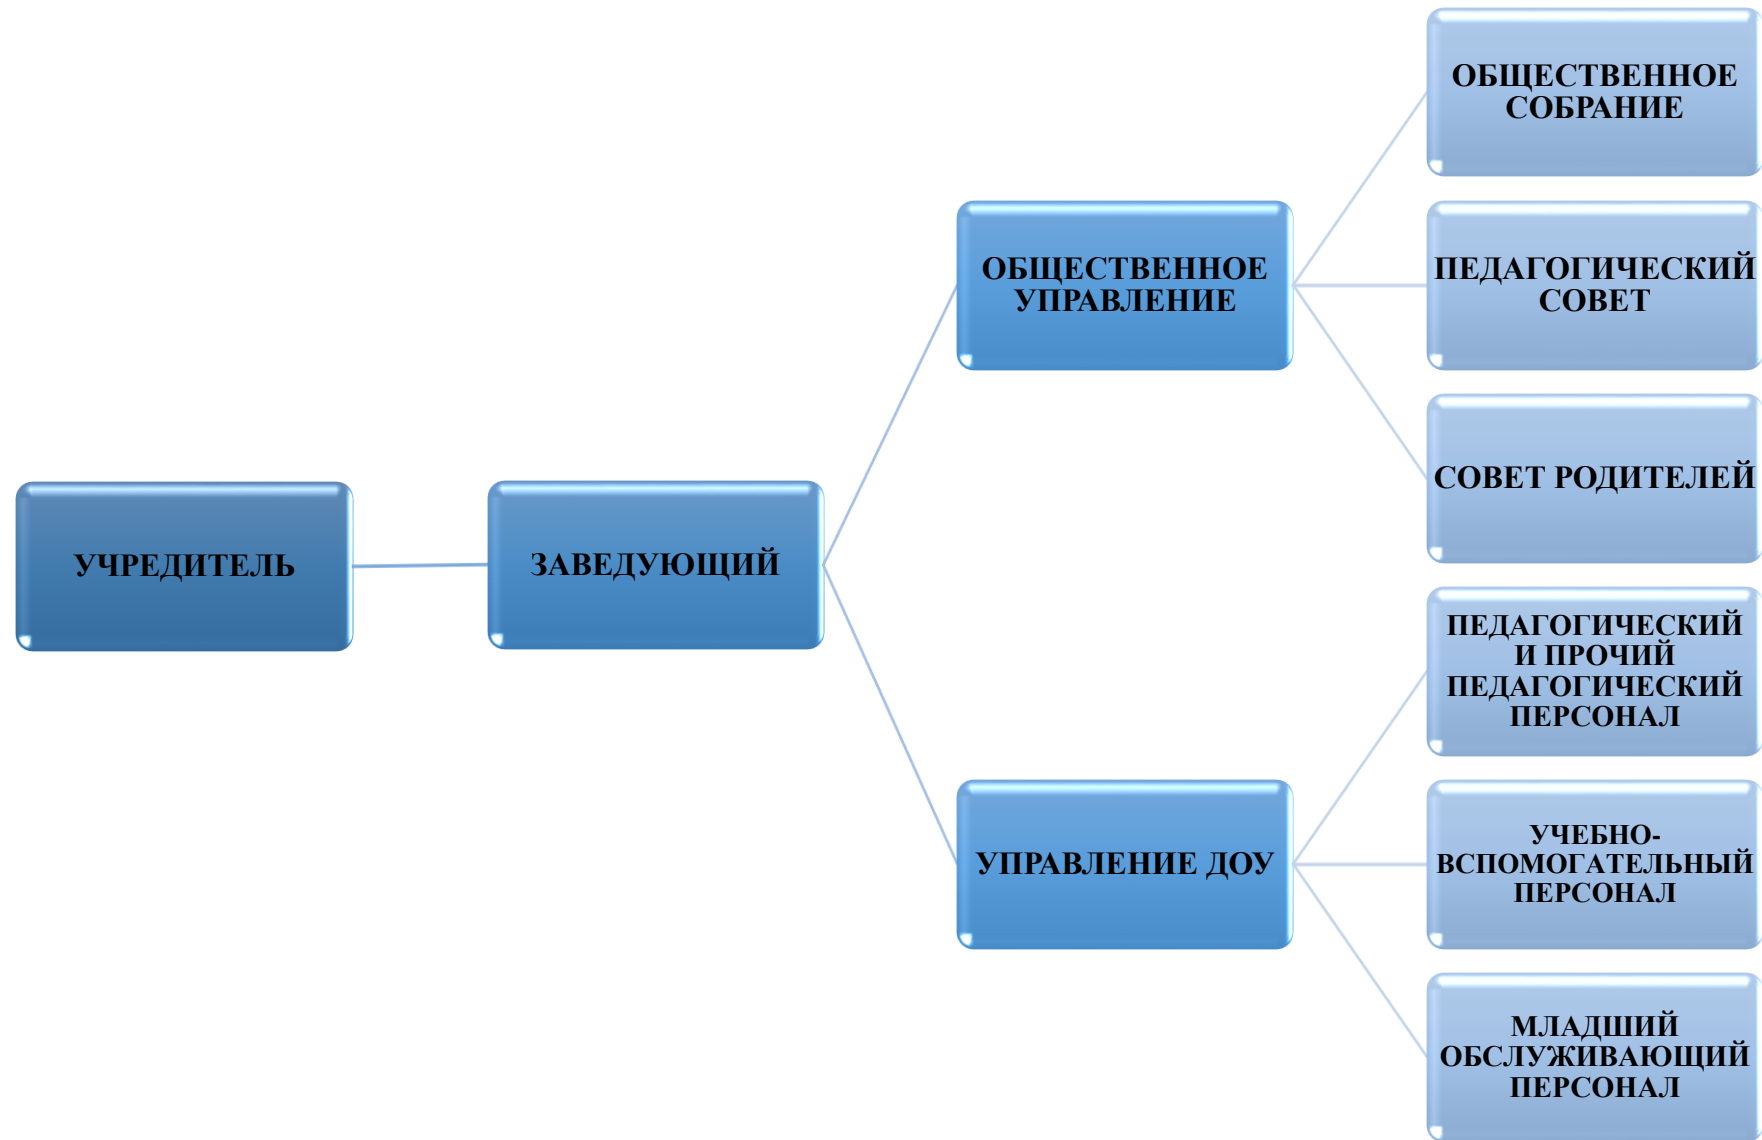 УЧРЕДИТЕЛЬ
ЗАВЕДУЮЩИЙ
ОБЩЕСТВЕННОЕ
УПРАВЛЕНИЕ
ОБЩЕСТВЕННОЕ
СОБРАНИЕ
ПЕДАГОГИЧЕСКИЙ
СОВЕТ
СОВЕТ РОДИТЕЛЕЙ
УПРАВЛЕНИЕ ДОУ
ПЕДАГОГИЧЕСКИЙ
И ПРОЧИЙ
ПЕДАГОГИЧЕСКИЙ
ПЕРСОНАЛ
УЧЕБНО-
ВСПОМОГАТЕЛЬНЫЙ
ПЕРСОНАЛ
МЛАДШИЙ
ОБСЛУЖИВАЮЩИЙ
ПЕРСОНАЛ